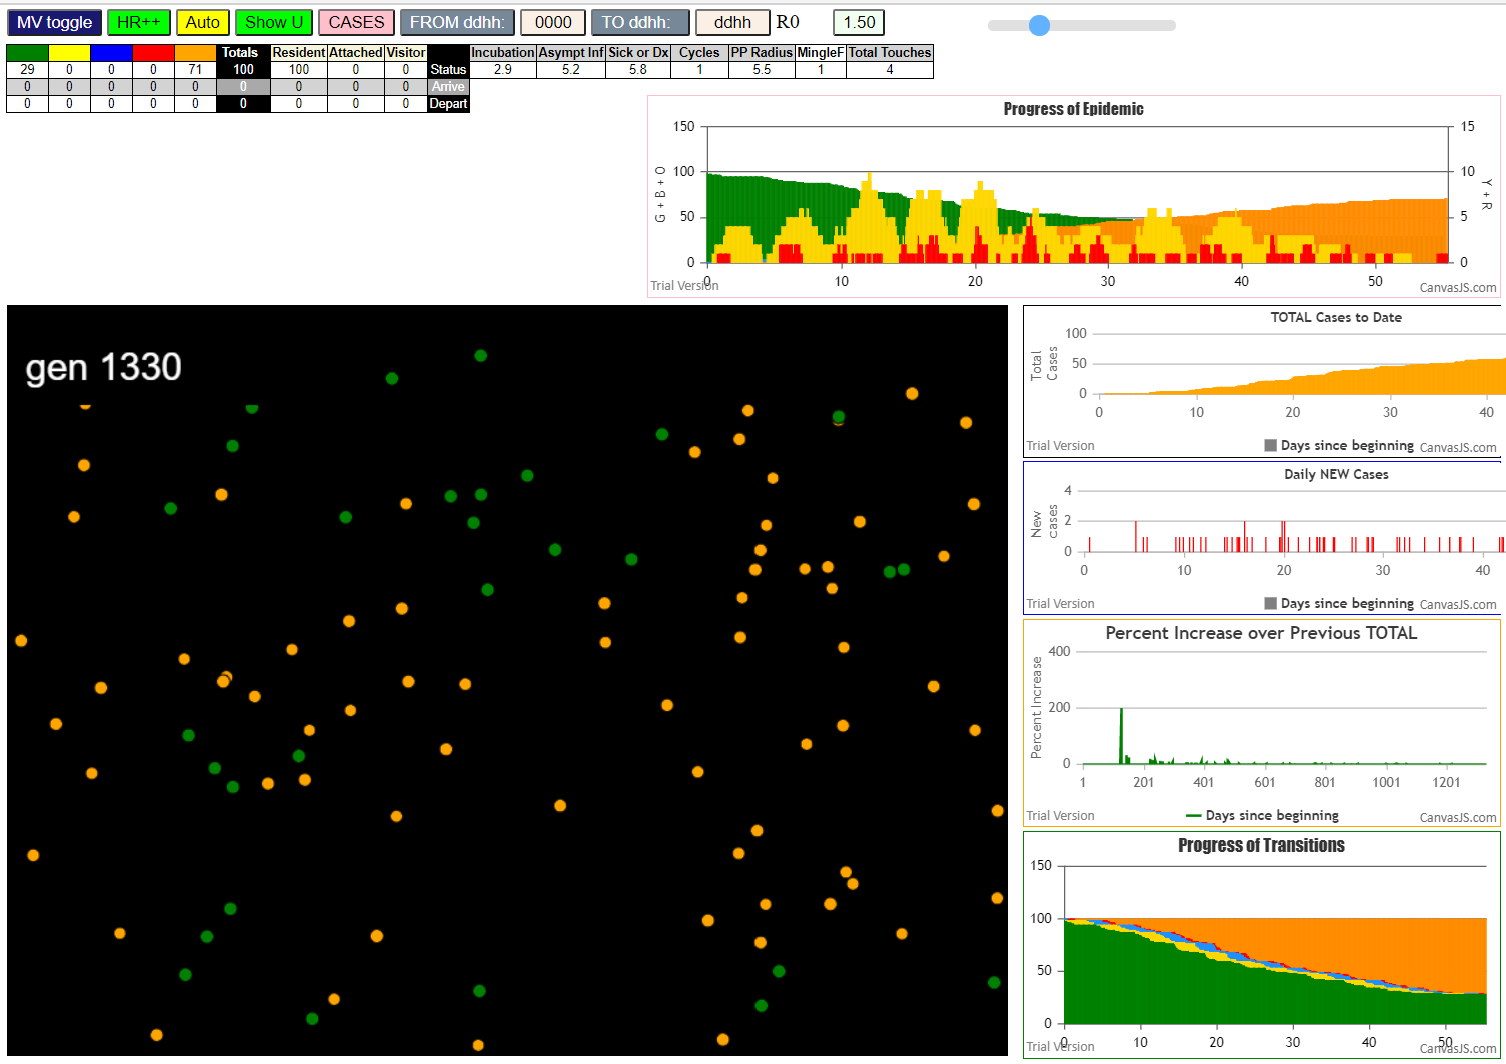 MV toggle HR++ Auto Show U CASES FROM ddhh: 0000 TO ddhh: ddhh R0 1.50
Totals Resident Attached Visitor Incubation Asympt Inf Sick or Dx Cycles PP Radius MingleF Total Touches
29 0 0 0 71 100 100 0 0 Status 2.9 5.2 5.8 1 5.5 1 4
0 0 0 0 0 0 0 0 0 Arrive
0 0 0 0 0 0 0 0 0 Depart
Progress of Epidemic
150 15
100 10
50 5
0 0
G + B + O
Y + R
0 10 20 30 40 50
Trial Version CanvasJS.com
gen 1330
TOTAL Cases to Date
100
50
0
Total
Cases
0 10 20 30 40
Days since beginning
Trial Version CanvasJS.com
Daily NEW Cases
4
2
0
New
cases
0 10 20 30 40
Days since beginning
Trial Version CanvasJS.com
Percent Increase over Previous TOTAL
400
200
0
Percent Increase
1 201 401 601 801 1001 1201
Days since beginning
Trial Version CanvasJS.com
Progress of Transitions
150
100
50
0
0 10 20 30 40 50
Trial Version CanvasJS.com